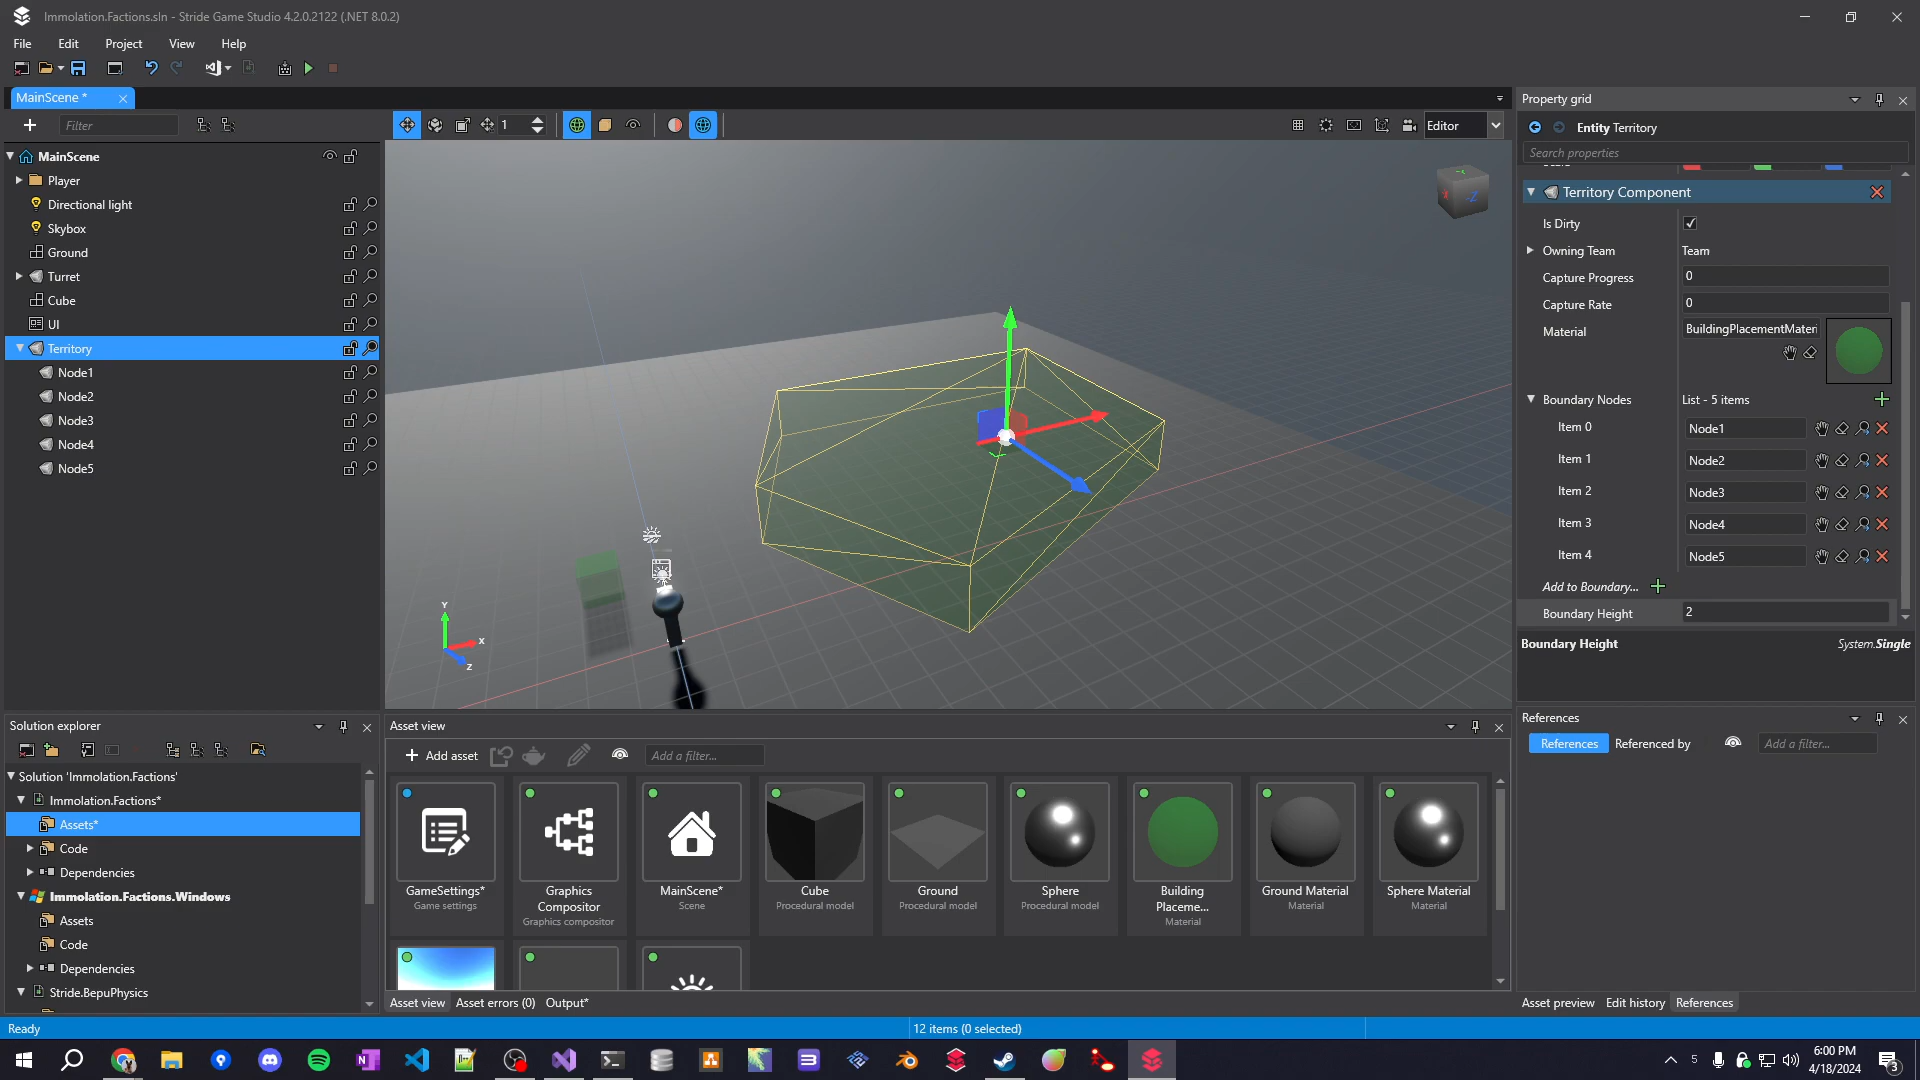 Immolation.Factions.sln - Stride Game Studio 4.2.0.2122 (.NET 8.0.2)
File Edit Project View Help
MainScene *
Filter
1
Editor
MainScene
Player
Directional light
Skybox
Ground
Turret
Cube
UI
Territory
Node1
Node2
Node3
Node4
Node5
Y
X
Z
-Z
Property grid
Entity Territory
Search properties
Territory Component
Is Dirty
Owning Team Team
Capture Progress 0
Capture Rate 0
Material BuildingPlacementMateri
Boundary Nodes List - 5 items
Item 0 Node1
Item 1 Node2
Item 2 Node3
Item 3 Node4
Item 4 Node5
Add to Boundary...
Boundary Height 2
Boundary Height System.Single
Solution explorer
Solution 'Immolation.Factions'
Immolation.Factions*
Assets*
Code
Dependencies
Immolation.Factions.Windows
Assets
Code
Dependencies
Stride.BepuPhysics
Asset view
Add asset
Add a filter...
GameSettings*
Game settings
Graphics
Compositor
Graphics compositor
MainScene*
Scene
Cube
Procedural model
Ground
Procedural model
Sphere
Procedural model
Building
Placeme...
Material
Ground Material
Material
Sphere Material
Material
Asset view Asset errors (0) Output*
References
References Referenced by Add a filter...
Asset preview Edit history References
Ready
12 items (0 selected)
5
6:00 PM
4/18/2024
3